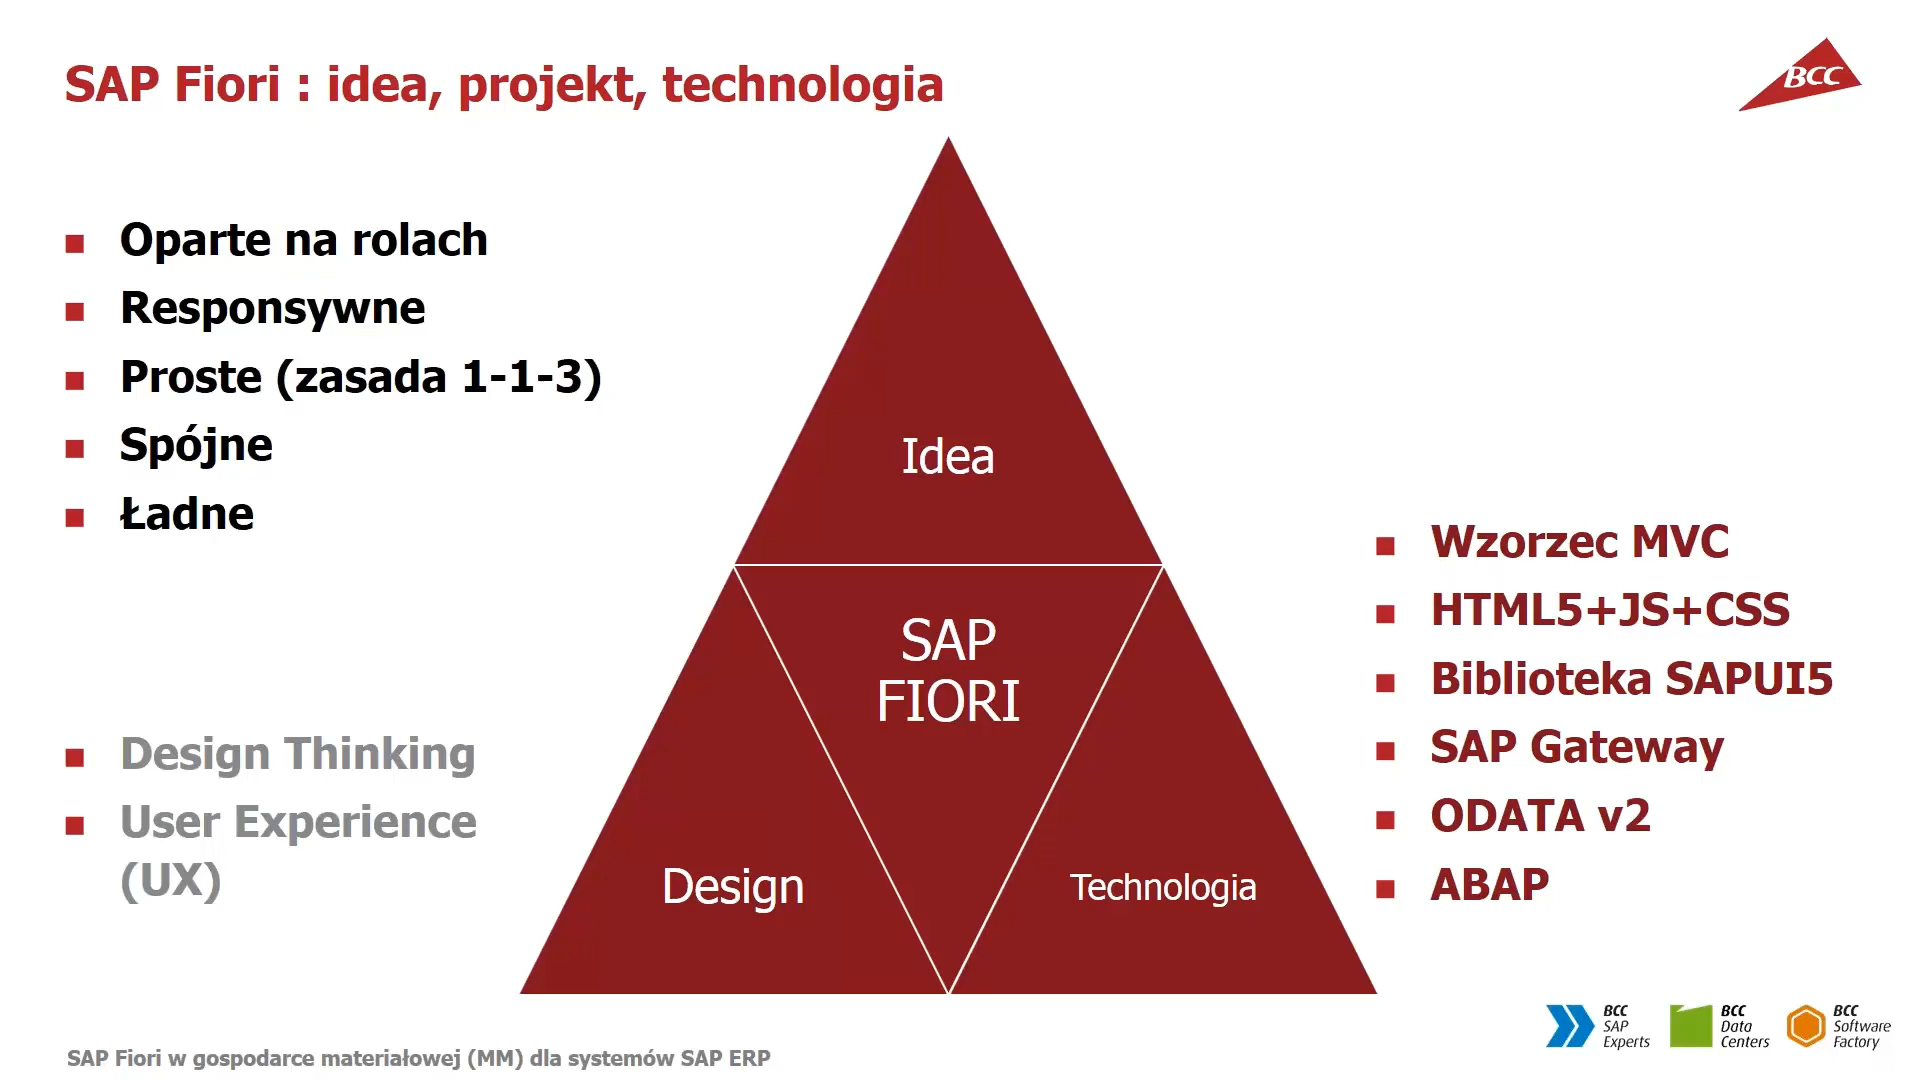 SAP Fiori : idea, projekt, technologia
BCC
Oparte na rolach
Responsywne
Proste (zasada 1-1-3)
Spójne
Ładne
Design Thinking
User Experience
(UX)
Idea
SAP
FIORI
Design
Technologia
Wzorzec MVC
HTML5+JS+CSS
Biblioteka SAPUI5
SAP Gateway
ODATA v2
ABAP
BCC
SAP
Experts
BCC
Data
Centers
BCC
Software
Factory
SAP Fiori w gospodarce materiałowej (MM) dla systemów SAP ERP